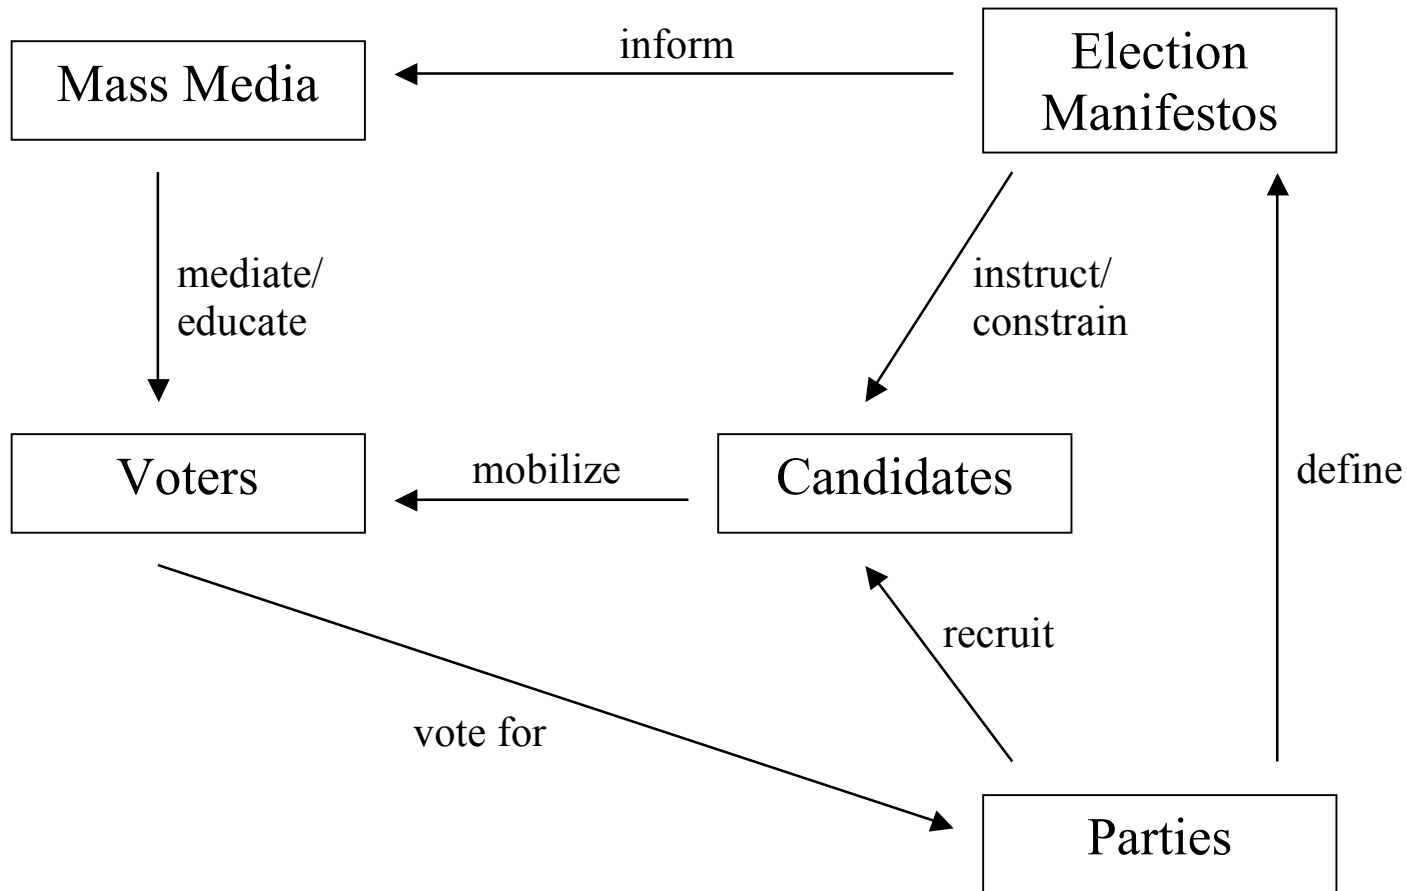 inform
Election
Manifestos
Mass Media
mediate/
educate
instruct/
constrain
Voters
mobilize
Candidates
define
recruit
vote for
Parties